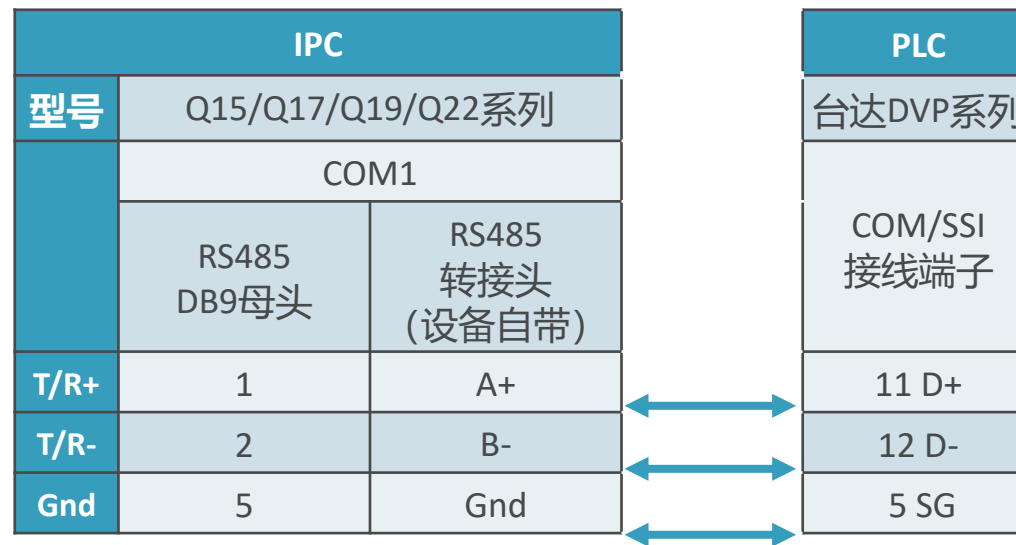 IPC
PLC
型号
Q15/Q17/Q19/Q22系列
台达DVP系列
COM1
RS485
DB9母头
RS485
转接头
(设备自带)
COM/SSI
接线端子
T/R+
1
A+
11 D+
T/R-
2
B-
12 D-
Gnd
5
Gnd
5 SG